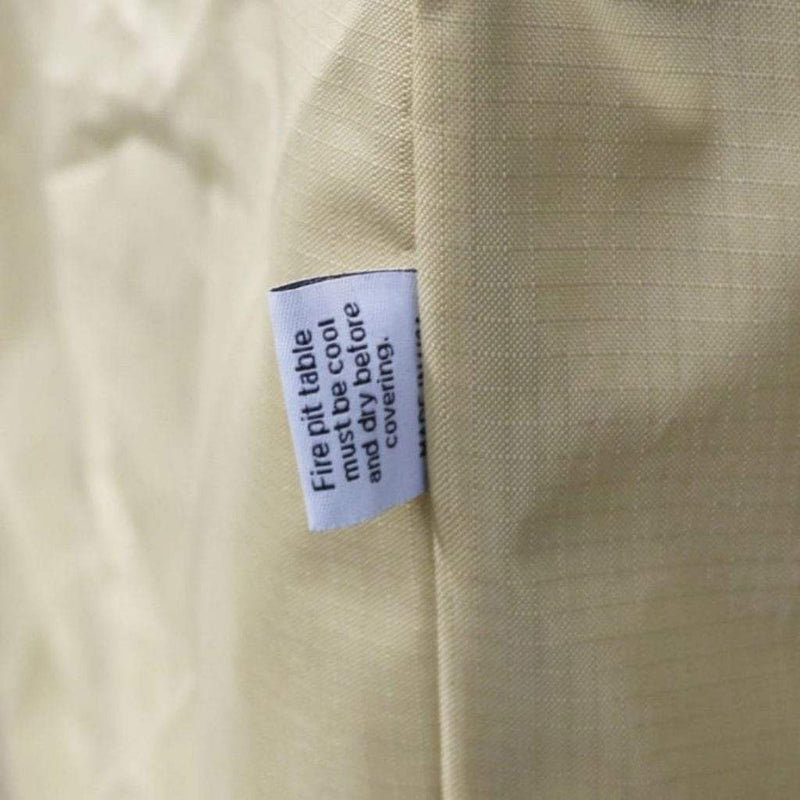 Fire pit table
must be cool
and dry before
covering.